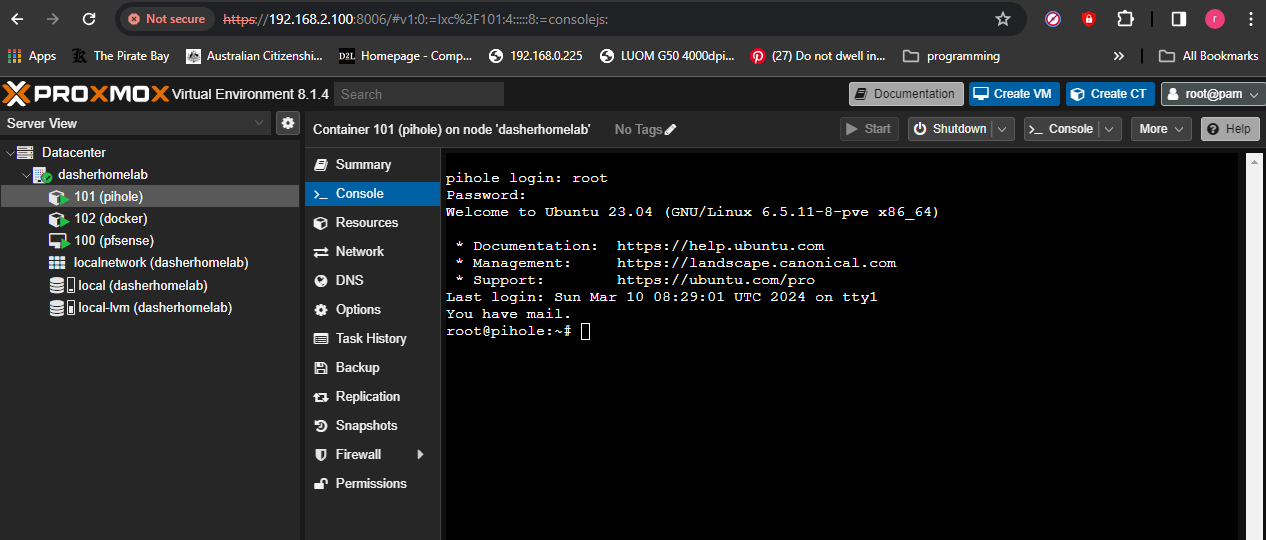 Not secure https://192.168.2.100:8006/#v1:0:=lxc%2F101:4:::::8:=consolejs: r
Apps The Pirate Bay Australian Citizenshi... D2L Homepage - Comp... 192.168.0.225 LUOM G50 4000dpi... (27) Do not dwell in... programming » All Bookmarks
PROXMOX Virtual Environment 8.1.4 Search Documentation Create VM Create CT root@pam
Server View
Container 101 (pihole) on node 'dasherhomelab' No Tags Start Shutdown Console More Help
Datacenter
dasherhomelab
101 (pihole)
102 (docker)
100 (pfsense)
localnetwork (dasherhomelab)
local (dasherhomelab)
local-lvm (dasherhomelab)
Summary
Console
Resources
Network
DNS
Options
Task History
Backup
Replication
Snapshots
Firewall
Permissions
pihole login: root
Password:
Welcome to Ubuntu 23.04 (GNU/Linux 6.5.11-8-pve x86_64)
* Documentation: https://help.ubuntu.com
* Management: https://landscape.canonical.com
* Support: https://ubuntu.com/pro
Last login: Sun Mar 10 08:29:01 UTC 2024 on tty1
You have mail.
root@pihole:~#